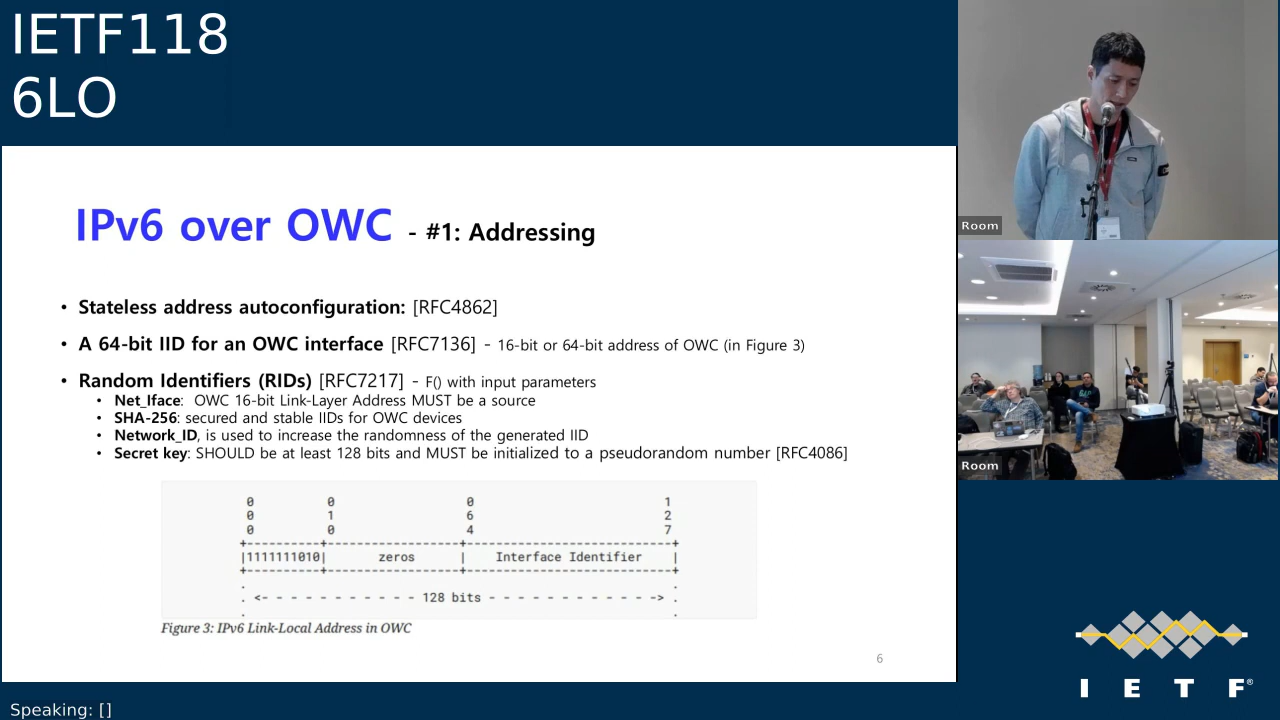 IETF118
6LO
IPv6 over OWC - #1: Addressing
• Stateless address autoconfiguration: [RFC4862]
• A 64-bit IID for an OWC interface [RFC7136] - 16-bit or 64-bit address of OWC (in Figure 3)
• Random Identifiers (RIDs) [RFC7217] - F() with input parameters
• Net_Iface: OWC 16-bit Link-Layer Address MUST be a source
• SHA-256: secured and stable IIDs for OWC devices
• Network_ID, is used to increase the randomness of the generated IID
• Secret key: SHOULD be at least 128 bits and MUST be initialized to a pseudorandom number [RFC4086]
0 0 0 1
0 1 6 2
0 0 4 7
+----------+----------------+--------------------------+
|1111111010| zeros | Interface Identifier |
+----------+----------------+--------------------------+
. .
. <- - - - - - - - - - - 128 bits - - - - - - - - - - - -> .
. .
Figure 3: IPv6 Link-Local Address in OWC
6
Room
Room
IETF®
Speaking: []